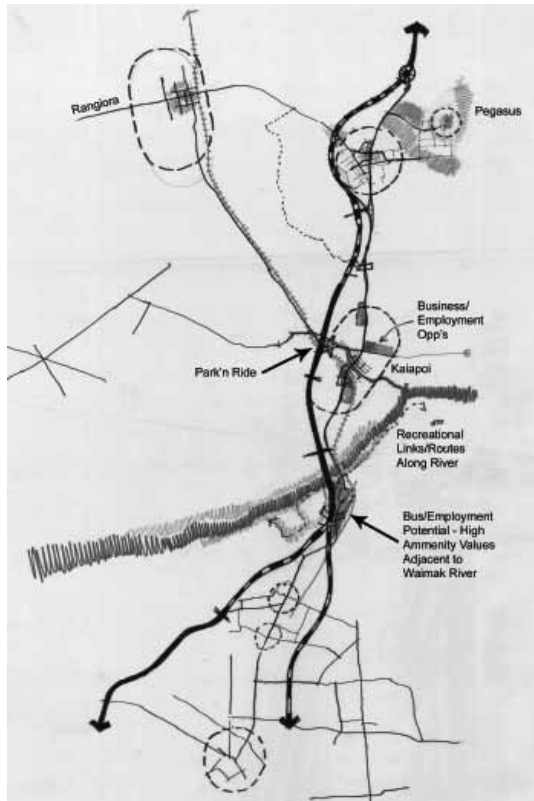 Rangiora
Pegasus
Business/
Employment
Opp's
Park'n Ride
Kaiapoi
Recreational
Links/Routes
Along River
Bus/Employment
Potential - High
Ammenity Values
Adjacent to
Waimak River